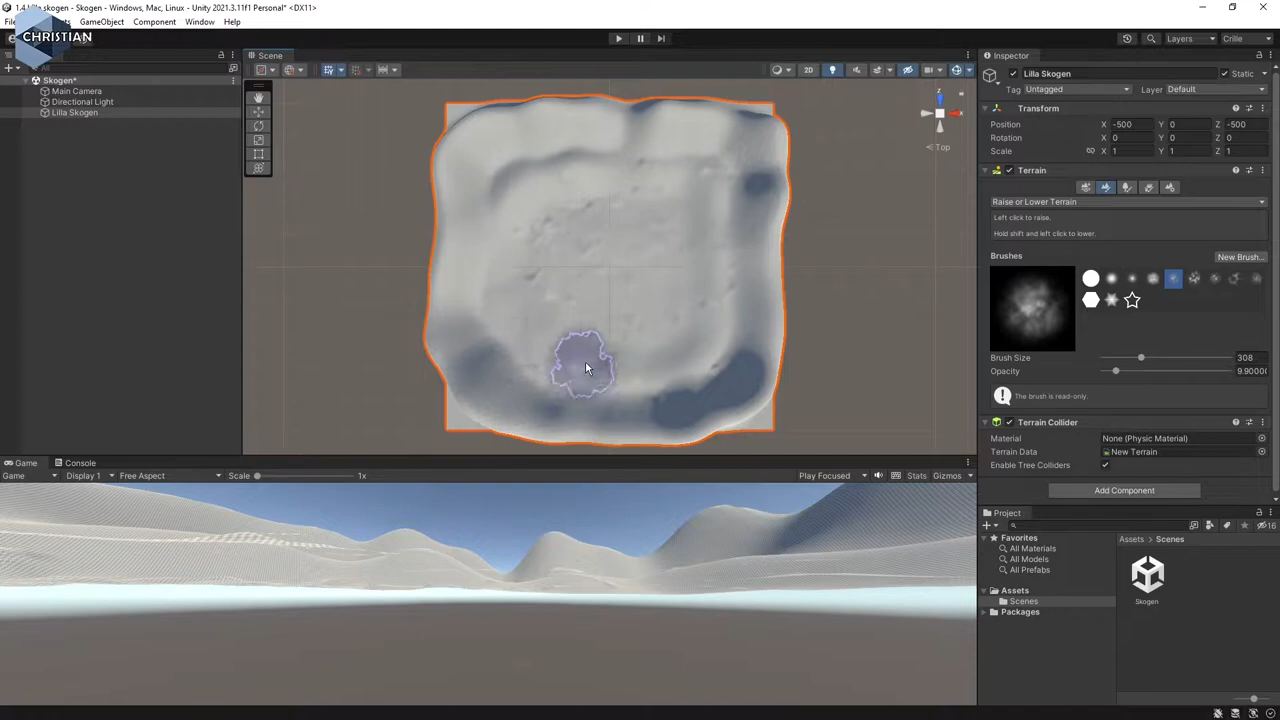 1.4 Lilla skogen - Skogen - Windows, Mac, Linux - Unity 2021.3.11f1 Personal* <DX11>
GameObject Component Window Help
CHRISTIAN
Layers Crille
All
Scene
Inspector
Skogen*
Main Camera
Directional Light
Lilla Skogen
2D
Top
Lilla Skogen Static
Tag Untagged Layer Default
Transform
Position X -500 Y 0 Z -500
Rotation X 0 Y 0 Z 0
Scale X 1 Y 1 Z 1
Terrain
Raise or Lower Terrain
Left click to raise.
Hold shift and left click to lower.
Brushes New Brush...
Brush Size 308
Opacity 9.90000
The brush is read-only.
Terrain Collider
Material None (Physic Material)
Terrain Data New Terrain
Enable Tree Colliders
Add Component
Game Console
Game Display 1 Free Aspect Scale 1x Play Focused Stats Gizmos
Project
16
Favorites
All Materials
All Models
All Prefabs
Assets
Scenes
Packages
Assets Scenes
Skogen